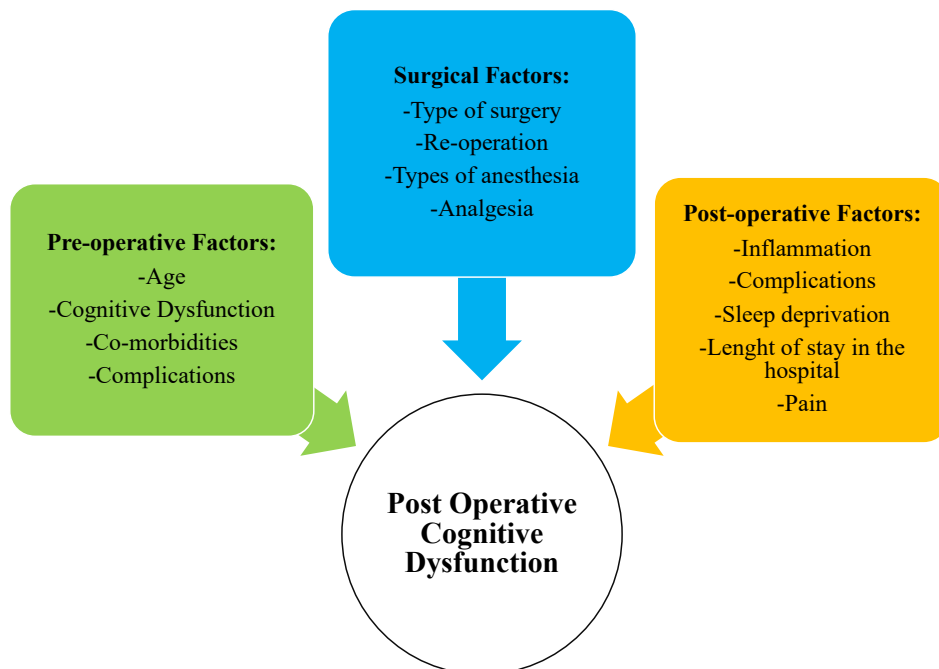 Surgical Factors:
-Type of surgery
-Re-operation
-Types of anesthesia
-Analgesia
Pre-operative Factors:
-Age
-Cognitive Dysfunction
-Co-morbidities
-Complications
Post-operative Factors:
-Inflammation
-Complications
-Sleep deprivation
-Lenght of stay in the
hospital
-Pain
Post Operative
Cognitive
Dysfunction